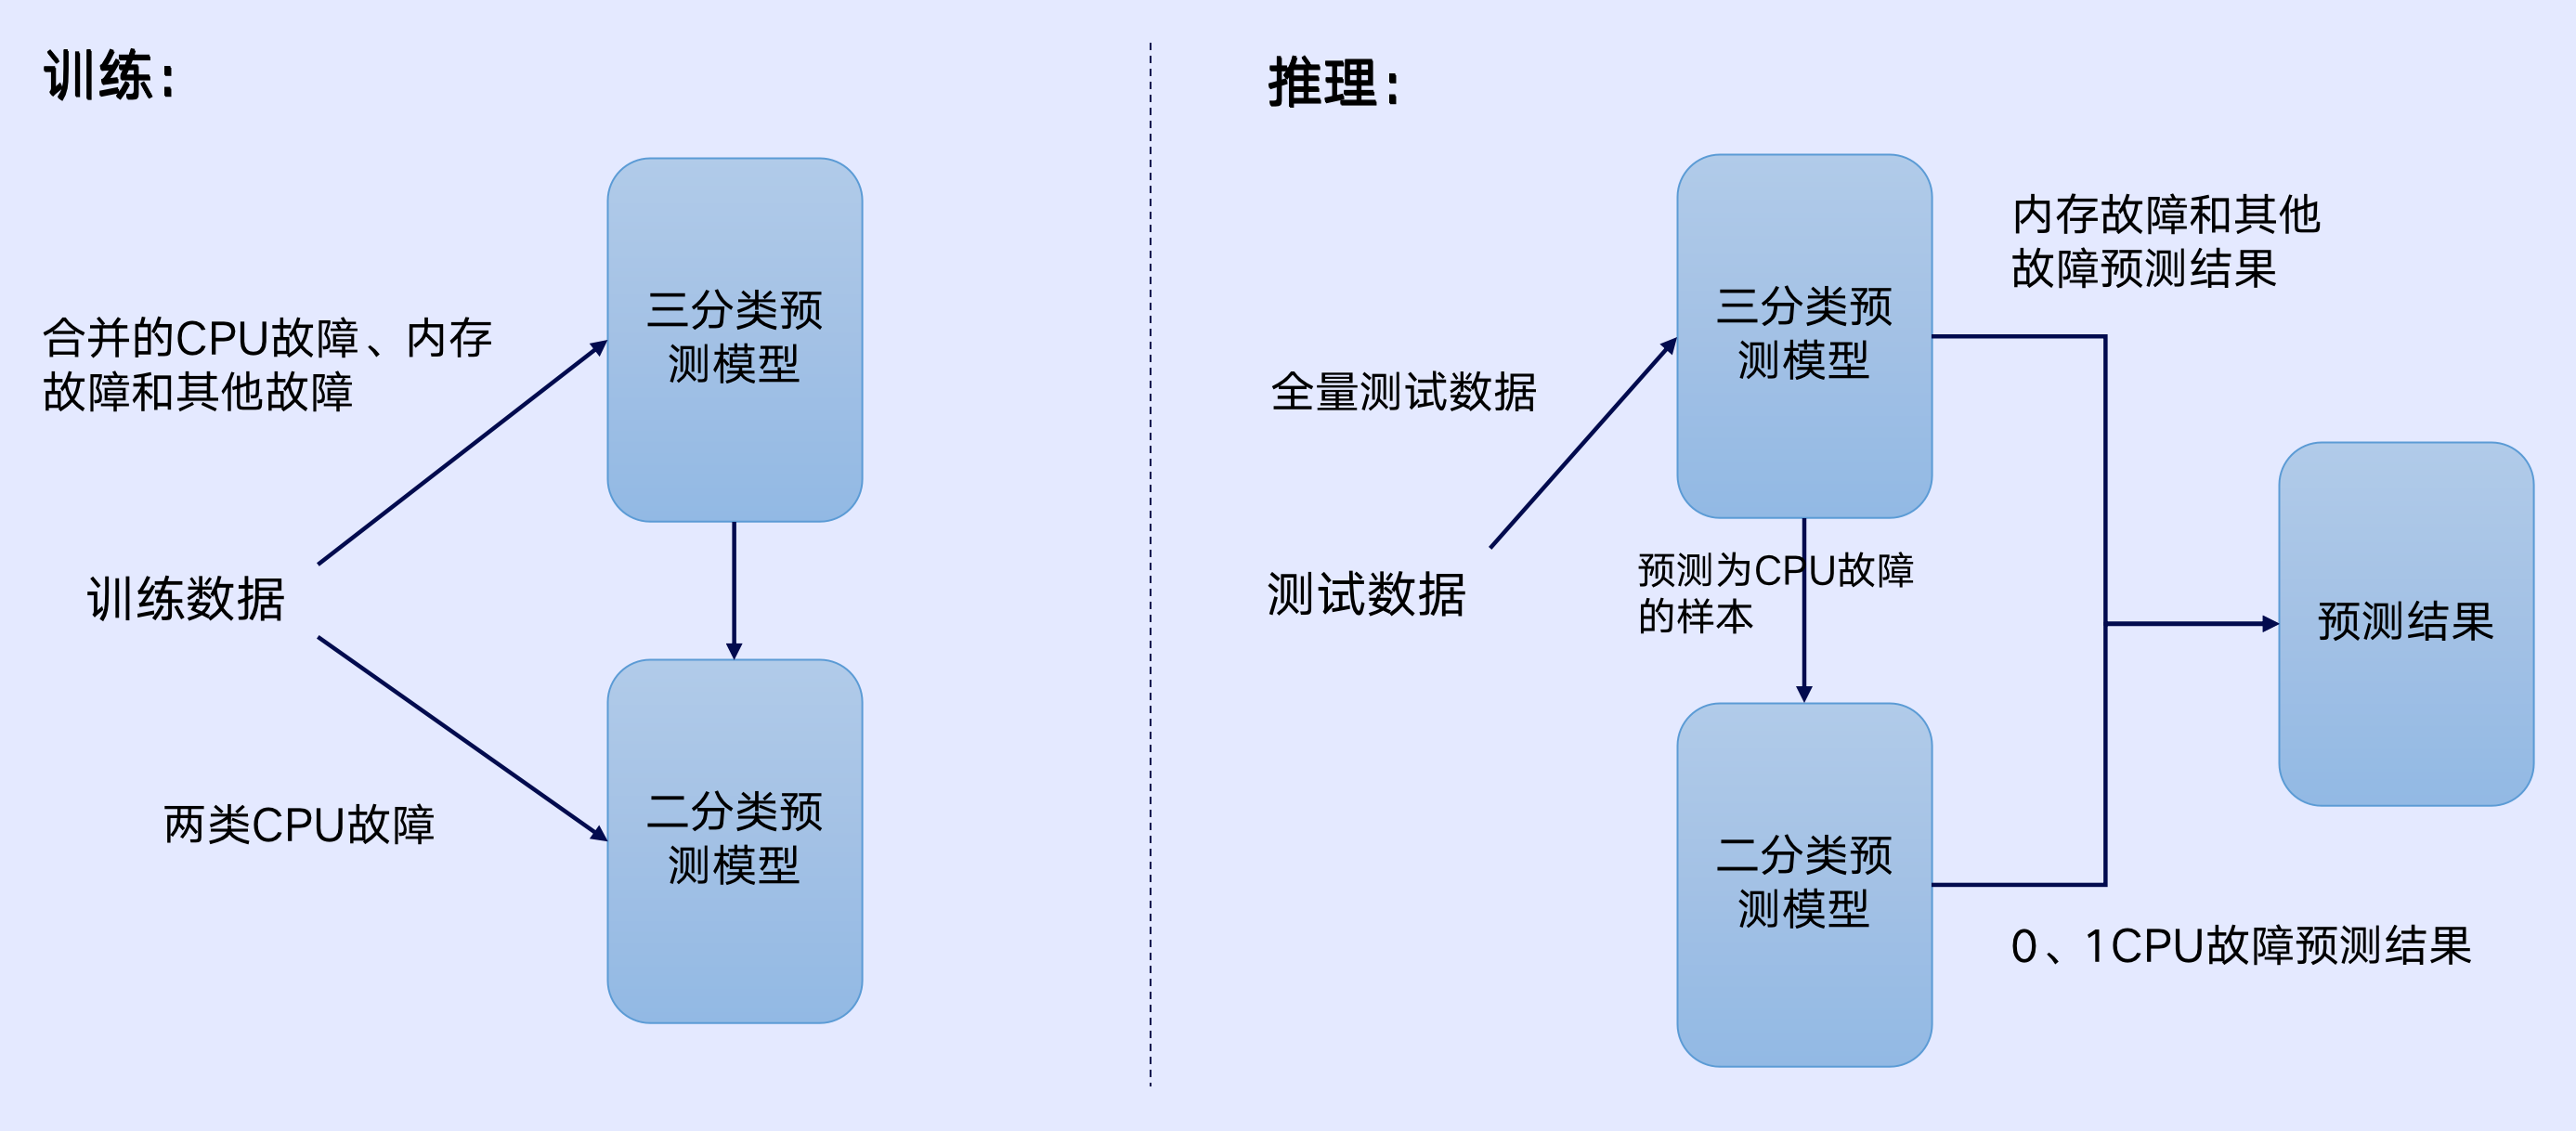 训练:
合并的CPU故障、内存
故障和其他故障
三分类预
测模型
训练数据
两类CPU故障
二分类预
测模型
推理:
内存故障和其他
故障预测结果
全量测试数据
三分类预
测模型
测试数据
预测为CPU故障
的样本
预测结果
二分类预
测模型
0、1CPU故障预测结果